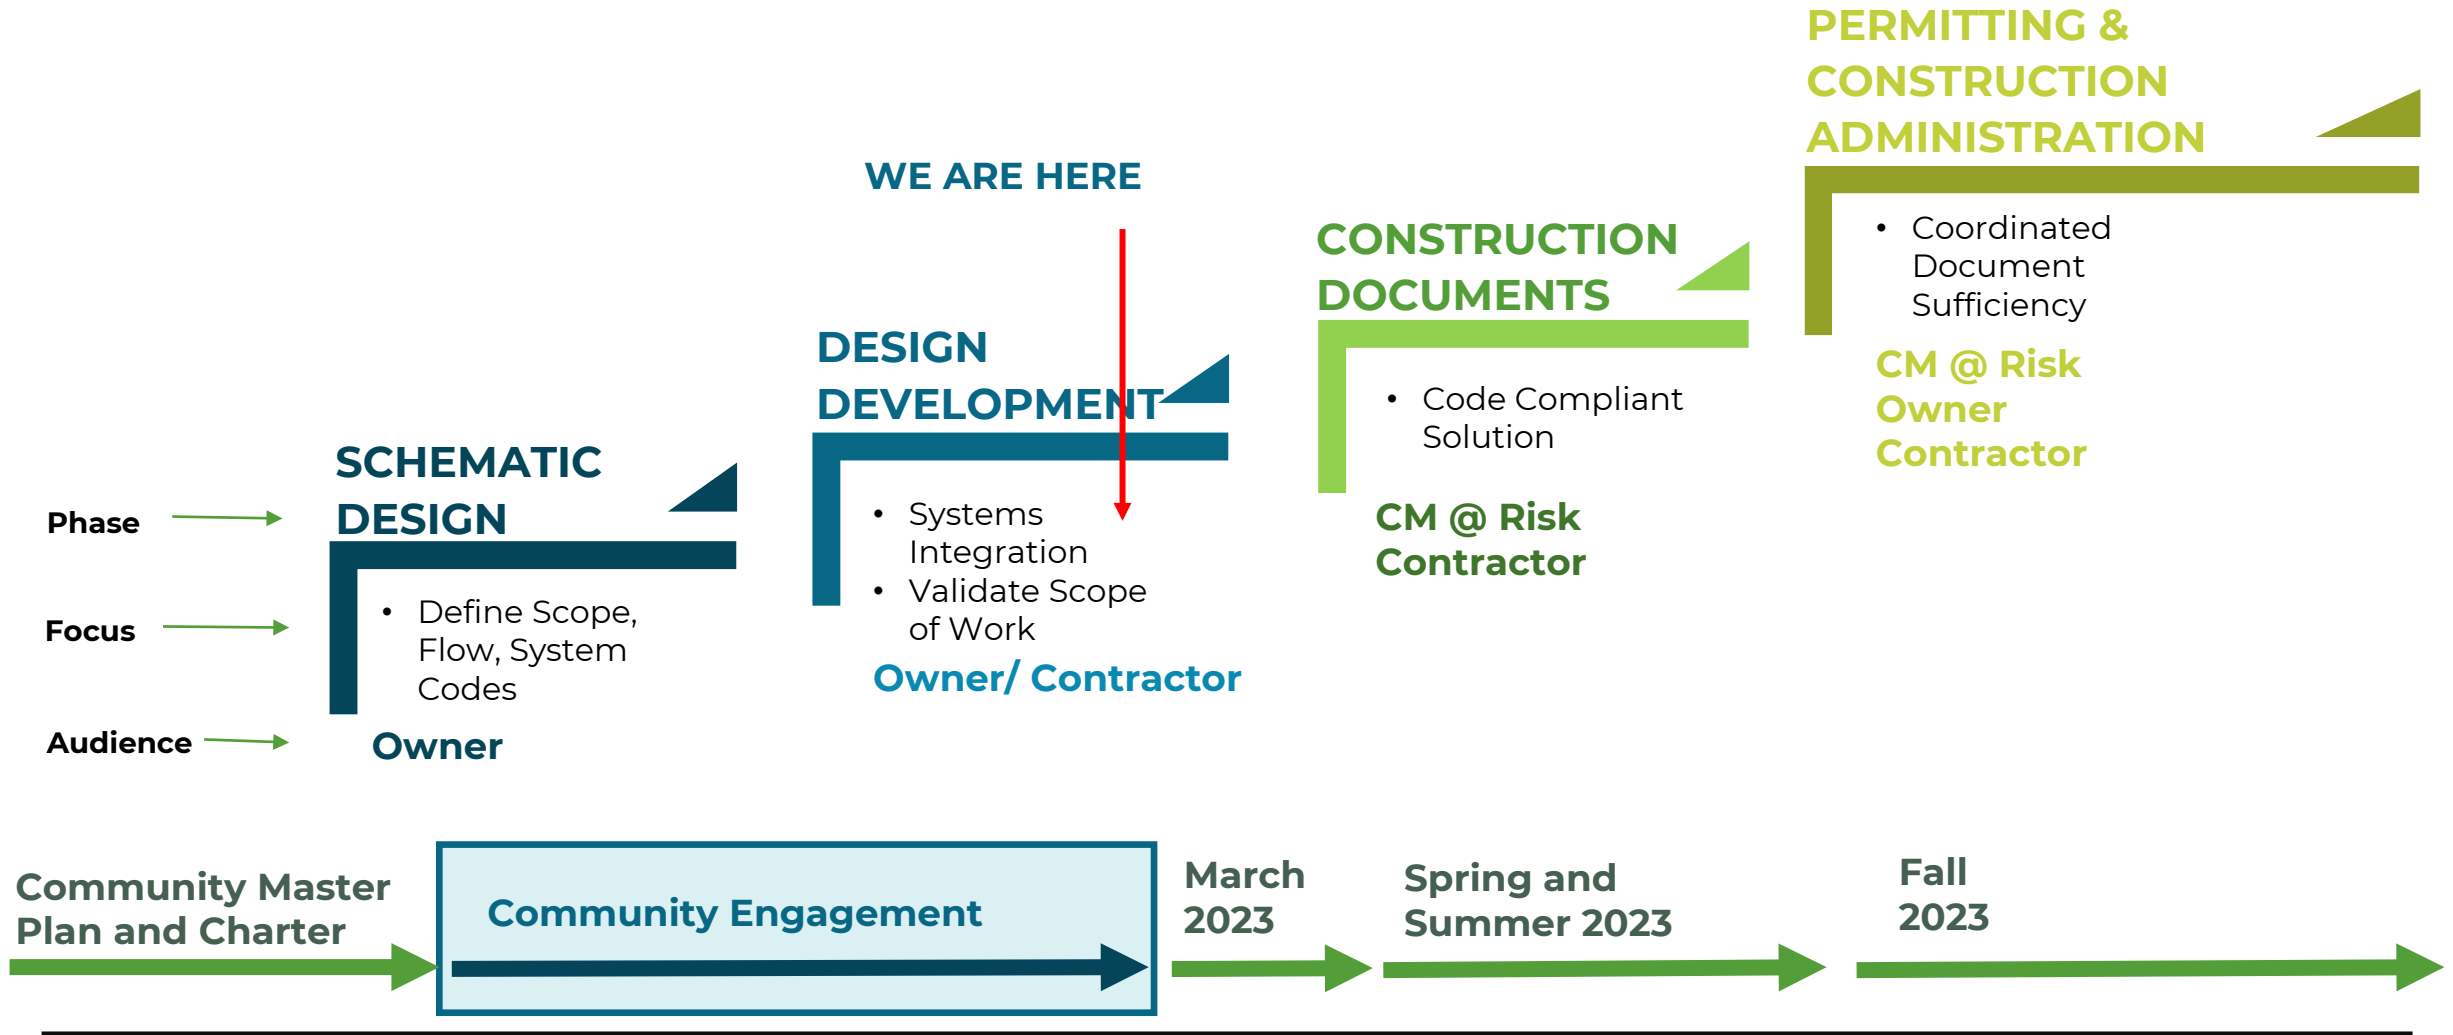 PERMITTING &
CONSTRUCTION
ADMINISTRATION
• Coordinated
Document
Sufficiency
CM @ Risk
Owner
Contractor
WE ARE HERE
CONSTRUCTION
DOCUMENTS
• Code Compliant
Solution
CM @ Risk
Contractor
DESIGN
DEVELOPMENT
• Systems
Integration
• Validate Scope
of Work
Owner/ Contractor
SCHEMATIC
DESIGN
• Define Scope,
Flow, System
Codes
Owner
Phase
Focus
Audience
Community Master
Plan and Charter
Community Engagement
March
2023
Spring and
Summer 2023
Fall
2023